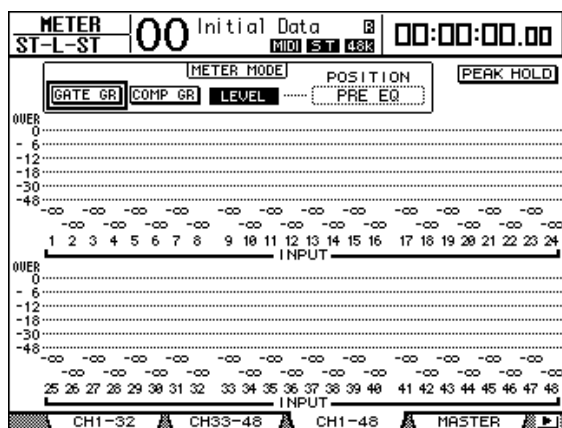 METER
ST-L-ST
00 Initial Data R
MIDI ST 48K
00:00:00.00
METER MODE
POSITION
PEAK HOLD
GATE GR COMP GR LEVEL PRE EQ
OVER
0
- 6
-12
-18
-30
-48
-∞ -∞ -∞ -∞ -∞ -∞ -∞ -∞ -∞ -∞ -∞ -∞
-∞ -∞ -∞ -∞ -∞ -∞ -∞ -∞ -∞ -∞ -∞ -∞
1 2 3 4 5 6 7 8 9 10 11 12 13 14 15 16 17 18 19 20 21 22 23 24
INPUT
OVER
0
- 6
-12
-18
-30
-48
-∞ -∞ -∞ -∞ -∞ -∞ -∞ -∞ -∞ -∞ -∞ -∞
-∞ -∞ -∞ -∞ -∞ -∞ -∞ -∞ -∞ -∞ -∞ -∞
25 26 27 28 29 30 31 32 33 34 35 36 37 38 39 40 41 42 43 44 45 46 47 48
INPUT
CH1-32 CH33-48 CH1-48 MASTER